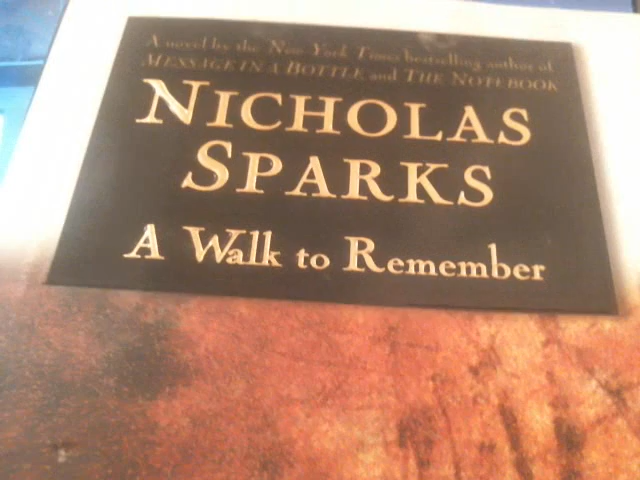 A novel by the New York Times bestselling author of
MESSAGE IN A BOTTLE and THE NOTEBOOK
NICHOLAS
SPARKS
A Walk to Remember